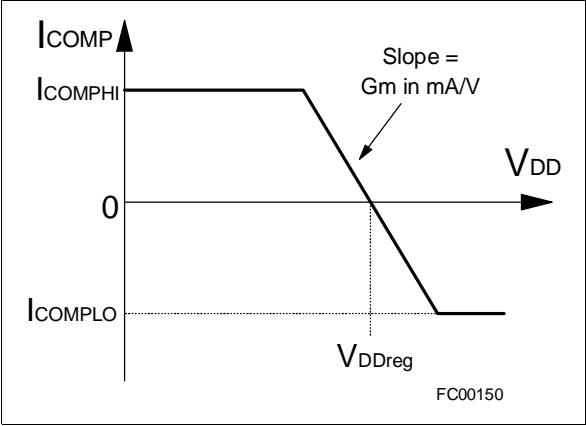 ICOMP
Slope =
Gm in mA/V
ICOMPHI
VDD
0
ICOMPLO
VDDreg
FC00150